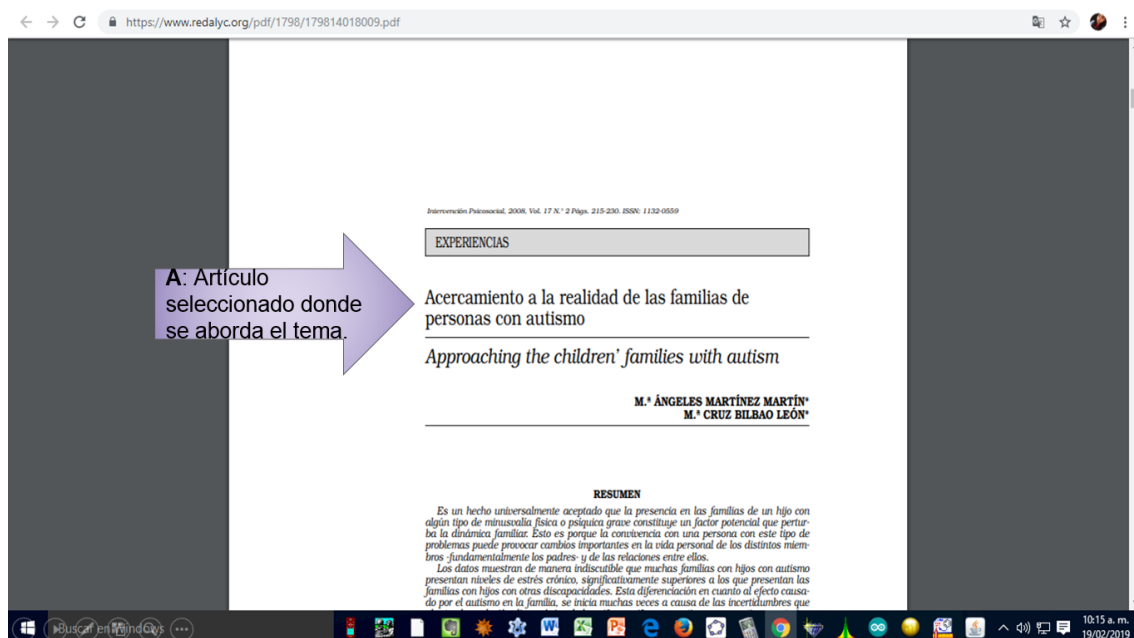 https://www.redalyc.org/pdf/1798/179814018009.pdf
Intervención Psicosocial, 2008. Vol. 17 N.° 2 Págs. 215-230. ISSN: 1132-0559
EXPERIENCIAS
A: Artículo
seleccionado donde
se aborda el tema.
Acercamiento a la realidad de las familias de
personas con autismo
Approaching the children' families with autism
M.ª ÁNGELES MARTÍNEZ MARTÍN*
M.ª CRUZ BILBAO LEÓN*
RESUMEN
Es un hecho universalmente aceptado que la presencia en las familias de un hijo con
algún tipo de minusvalía física o psíquica grave constituye un factor potencial que pertur-
ba la dinámica familiar. Esto es porque la convivencia con una persona con este tipo de
problemas puede provocar cambios importantes en la vida personal de los distintos miem-
bros -fundamentalmente los padres- y de las relaciones entre ellos.
Los datos muestran de manera indiscutible que muchas familias con hijos con autismo
presentan niveles de estrés crónico, significativamente superiores a los que presentan las
familias con hijos con otras discapacidades. Esta diferenciación en cuanto al efecto causa-
do por el autismo en la familia, se inicia muchas veces a causa de las incertidumbres que
Buscar en Windows
10:15 a. m.
19/02/2019